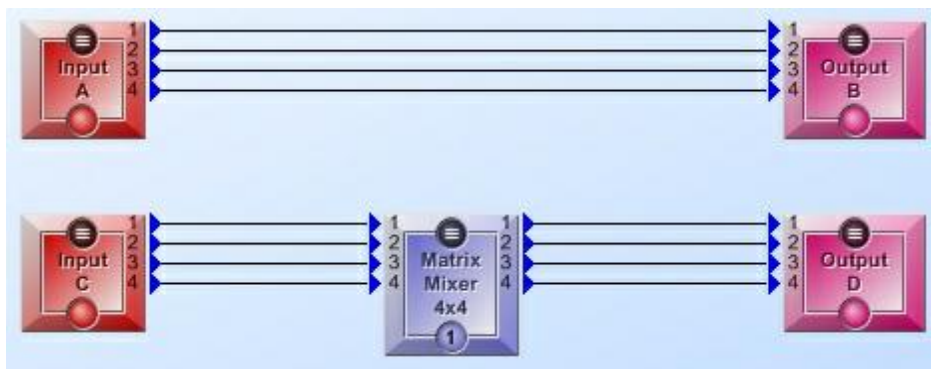 1 1
2 2
3 3
4 4
Input
A
Output
B
1 1 1 1
2 2 2 2
3 3 3 3
4 4 4 4
Input
C
Matrix
Mixer
4x4
1
Output
D